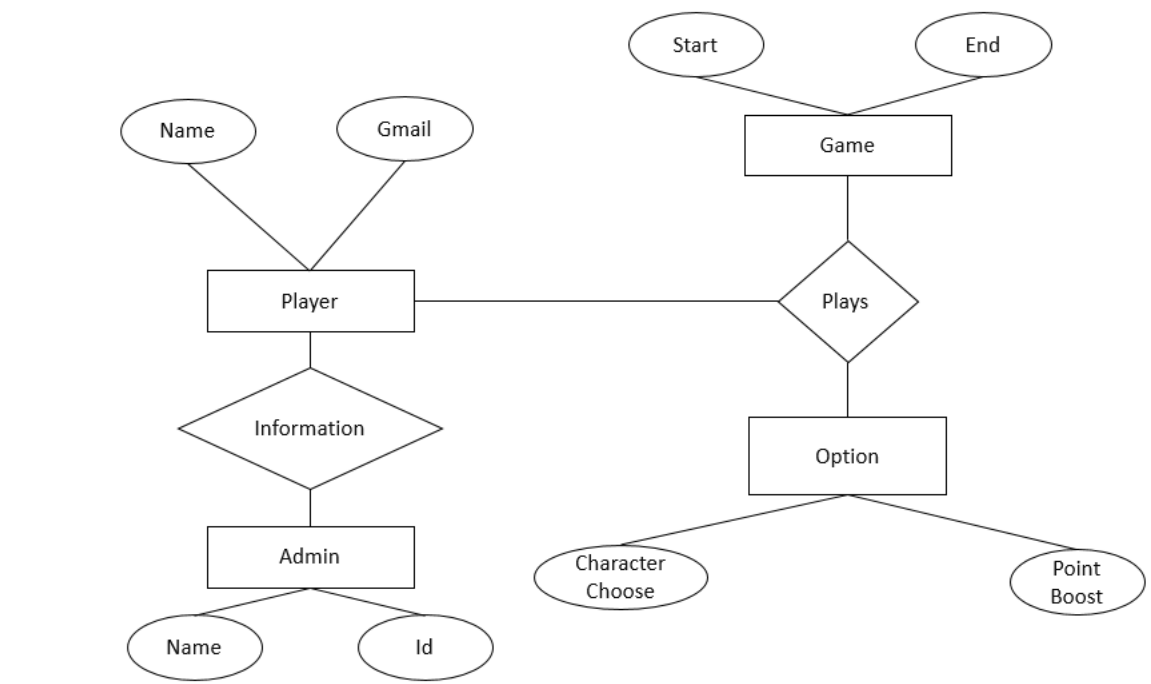 Start
End
Name
Gmail
Game
Player
Plays
Information
Option
Admin
Character
Choose
Point
Boost
Name
Id